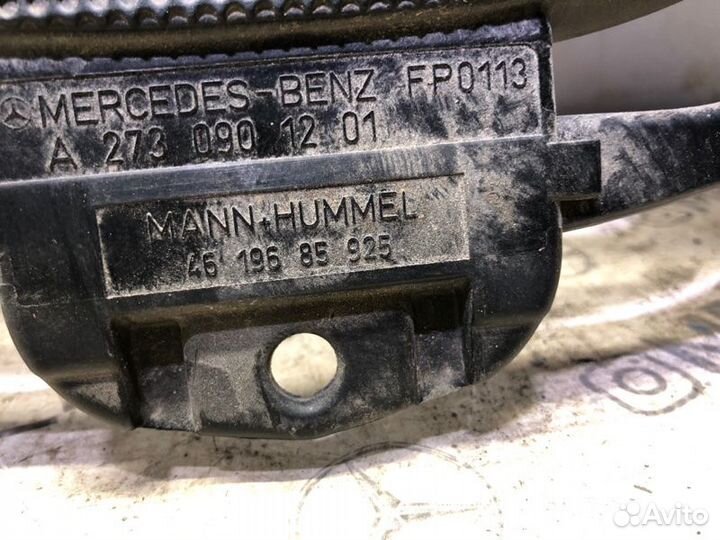 MERCEDES-BENZ FP0113
A 273 090 12 01
MANN+HUMMEL
46 196 85 925
Avito